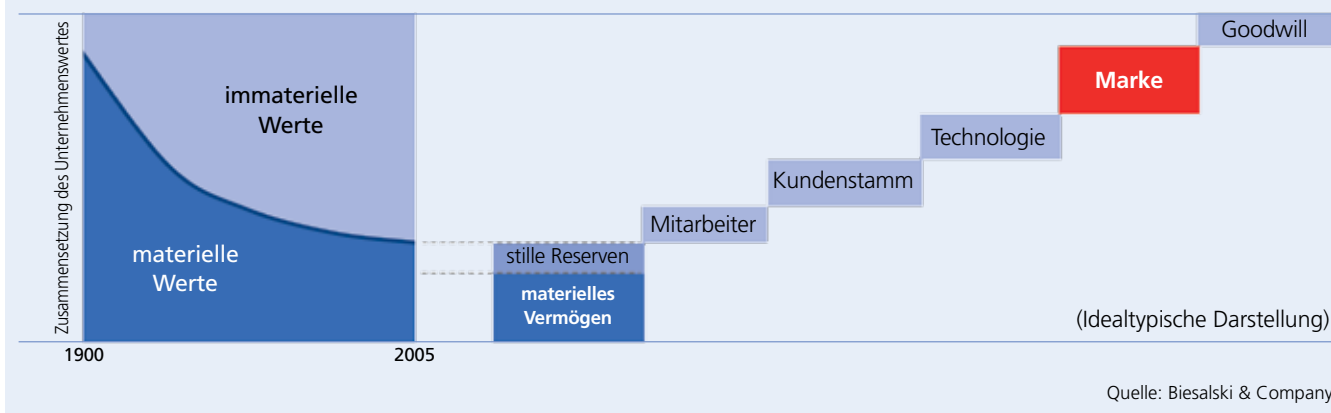 Zusammensetzung des Unternehmenswertes
immaterielle
Werte
materielle
Werte
1900
2005
stille Reserven
materielles
Vermögen
Mitarbeiter
Kundenstamm
Technologie
Marke
Goodwill
(Idealtypische Darstellung)
Quelle: Biesalski & Company